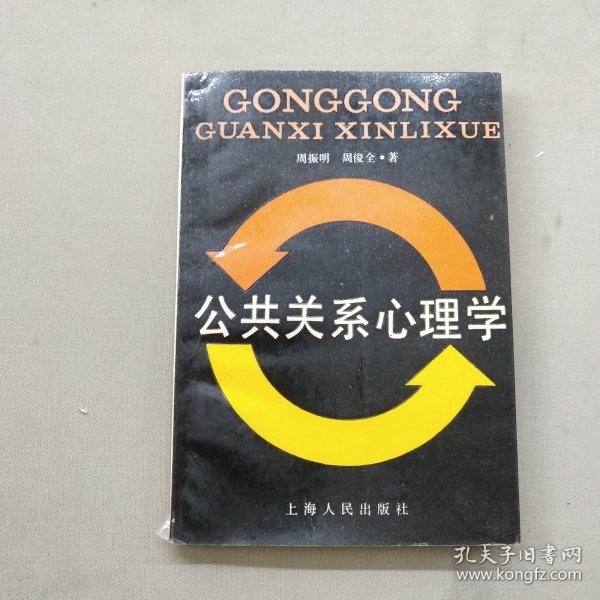 GONGGONG
GUANXI XINLIXUE
周振明 周俊全·著
公共关系心理学
上海人民出版社
孔夫子旧书网
www.kongfz.com